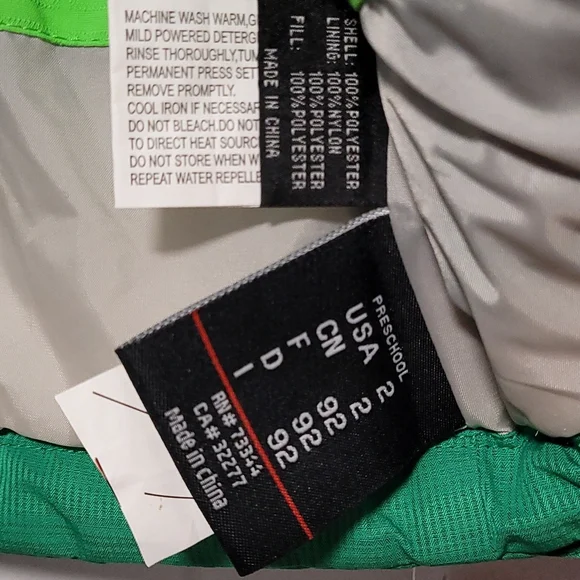 MACHINE WASH WARM,G
MILD POWDERED DETERG
RINSE THOROUGHLY,TUM
PERMANENT PRESS SET
REMOVE PROMPTLY.
COOL IRON IF NECESSAR
DO NOT BLEACH.DO NOT
TO DIRECT HEAT SOURC
DO NOT STORE WHEN W
REPEAT WATER REPELLE
SHELL: 100%POLYESTER
LINING: 100%NYLON
100%POLYESTER
FILL: 100%POLYESTER
MADE IN CHINA
PRESCHOOL
USA 2
CN 2
F 92
D 92
I 92
RN# 73344
CA# 32277
Made in China